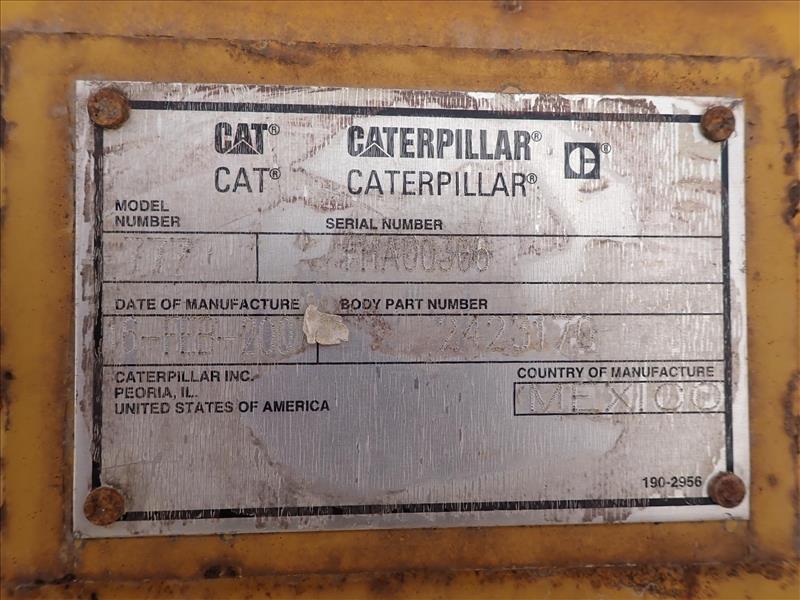 CAT® CATERPILLAR® C®
CAT® CATERPILLAR®
MODEL NUMBER SERIAL NUMBER
777
DATE OF MANUFACTURE BODY PART NUMBER
CATERPILLAR INC. COUNTRY OF MANUFACTURE
PEORIA, IL. MEXICO
UNITED STATES OF AMERICA
190-2956